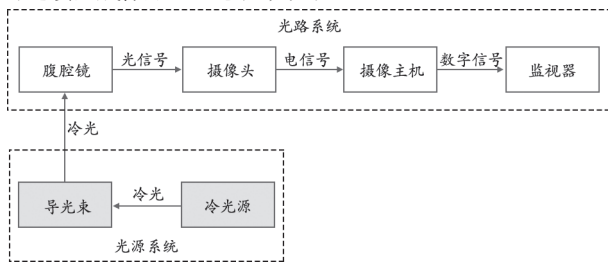 光路系统
腹腔镜 光信号 摄像头 电信号 摄像主机 数字信号 监视器
冷光
导光束 冷光 冷光源
光源系统